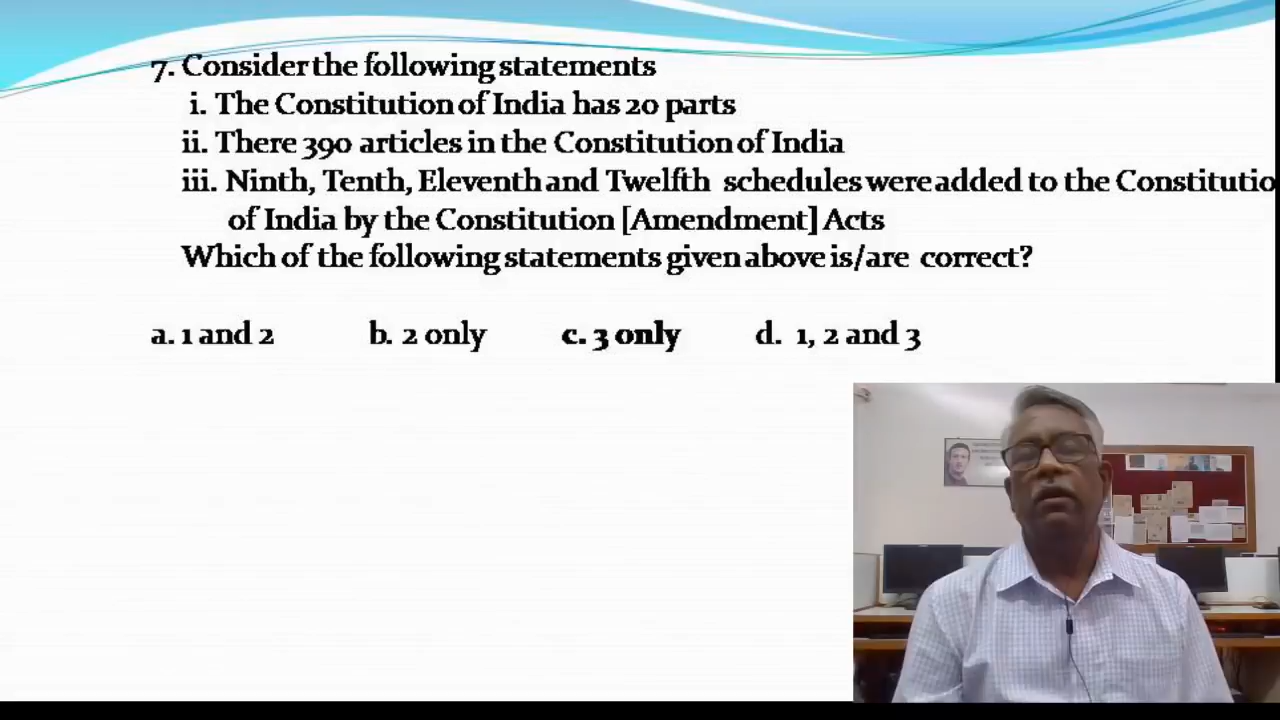 7. Consider the following statements
i. The Constitution of India has 20 parts
ii. There 390 articles in the Constitution of India
iii. Ninth, Tenth, Eleventh and Twelfth schedules were added to the Constitutio
of India by the Constitution [Amendment] Acts
Which of the following statements given above is/are correct?
a. 1 and 2 b. 2 only c. 3 only d. 1, 2 and 3